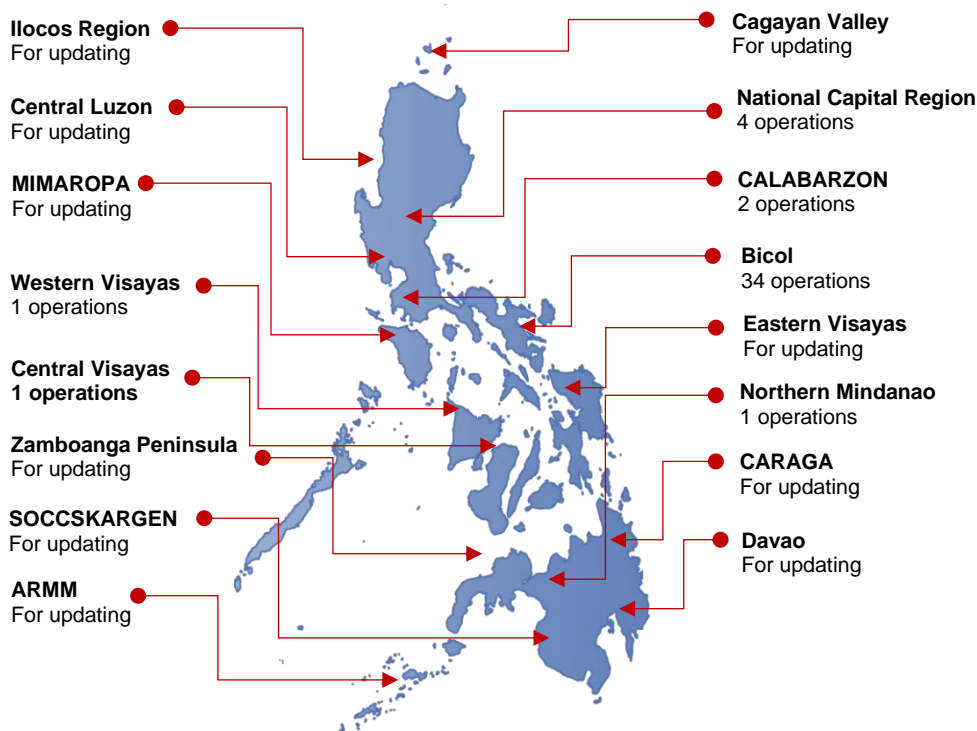 Ilocos Region
For updating
Central Luzon
For updating
MIMAROPA
For updating
Western Visayas
1 operations
Central Visayas
1 operations
Zamboanga Peninsula
For updating
SOCCSKARGEN
For updating
ARMM
For updating
Cagayan Valley
For updating
National Capital Region
4 operations
CALABARZON
2 operations
Bicol
34 operations
Eastern Visayas
For updating
Northern Mindanao
1 operations
CARAGA
For updating
Davao
For updating